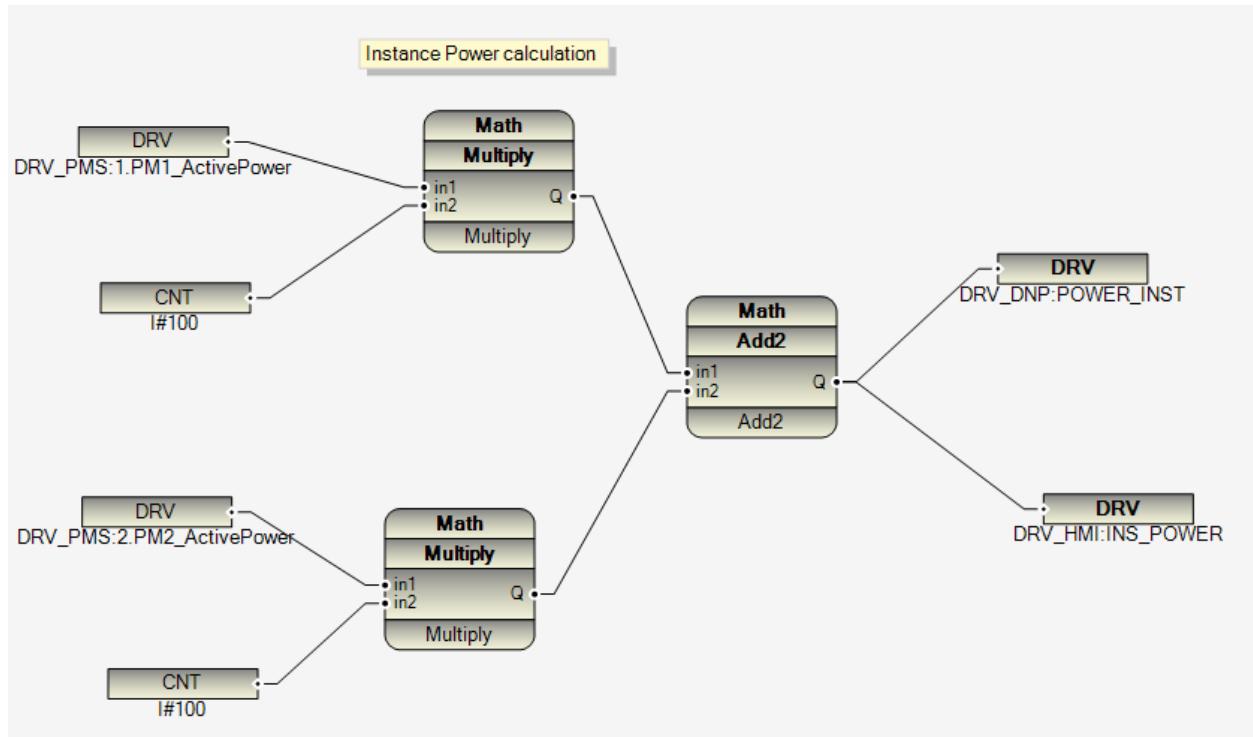 Instance Power calculation
DRV
DRV_PMS:1.PM1_ActivePower
CNT
I#100
Math
Multiply
in1
in2
Q
Multiply
DRV
DRV_PMS:2.PM2_ActivePower
CNT
I#100
Math
Multiply
in1
in2
Q
Multiply
Math
Add2
in1
in2
Q
Add2
DRV
DRV_DNP:POWER_INST
DRV
DRV_HMI:INS_POWER